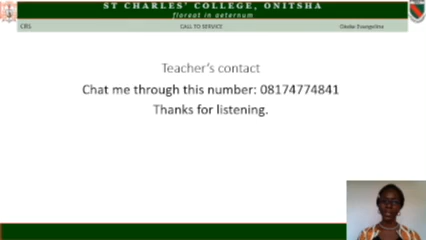 ST CHARLES' COLLEGE, ONITSHA
floreat in aeternum
CRS. CALL TO SERVICE Oneke Evangeline
Teacher's contact
Chat me through this number: 08174774841
Thanks for listening.